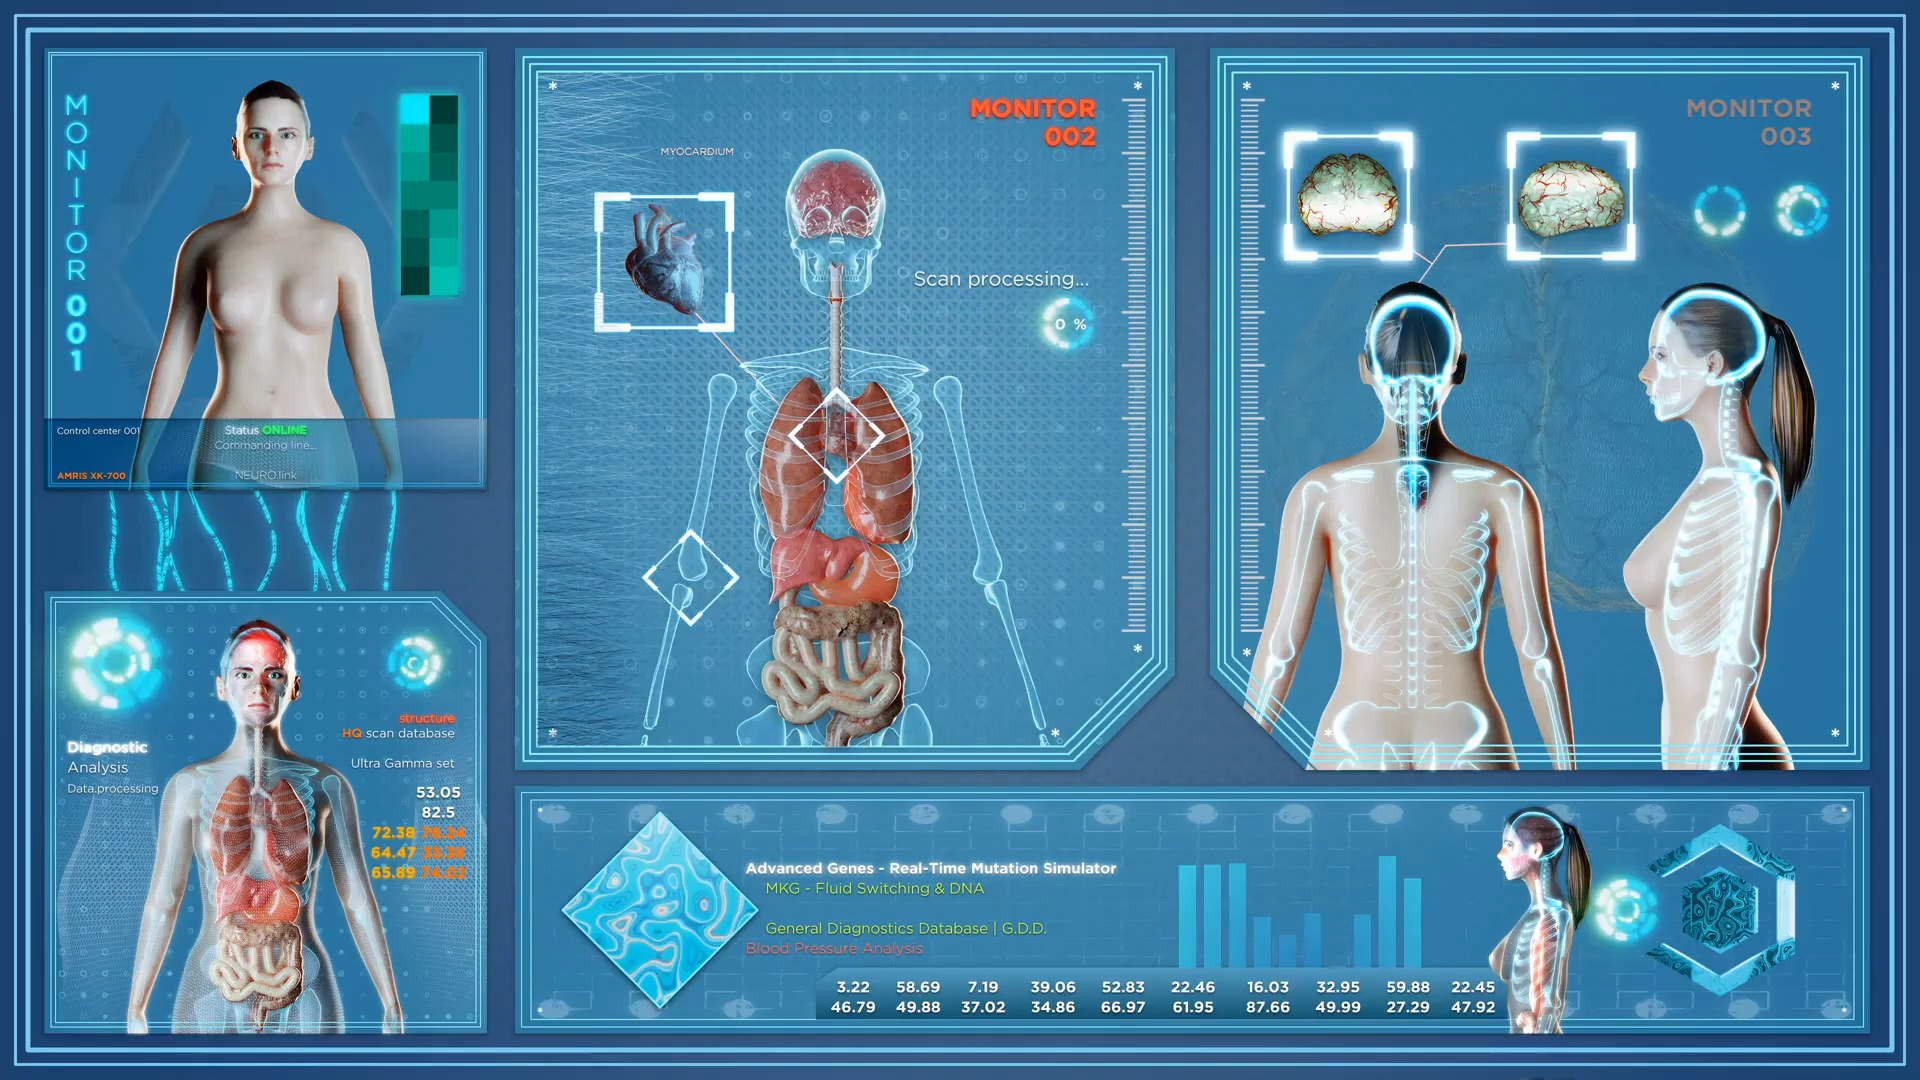 MONITOR 001
Control center 001
Status ONLINE
Commanding line...
AMRIS XK-700
NEURO.link
MONITOR
002
MYOCARDIUM
Scan processing...
0 %
MONITOR
003
structure
HQ scan database
Ultra Gamma set
Diagnostic
Analysis
Data.processing
53.05
82.5
72.38
64.47
65.89
Advanced Genes - Real-Time Mutation Simulator
MKG - Fluid Switching & DNA
General Diagnostics Database | G.D.D.
Blood Pressure Analysis
3.22 58.69 7.19 39.06 52.83 22.46 16.03 32.95 59.88 22.45
46.79 49.88 37.02 34.86 66.97 61.95 87.66 49.99 27.29 47.92